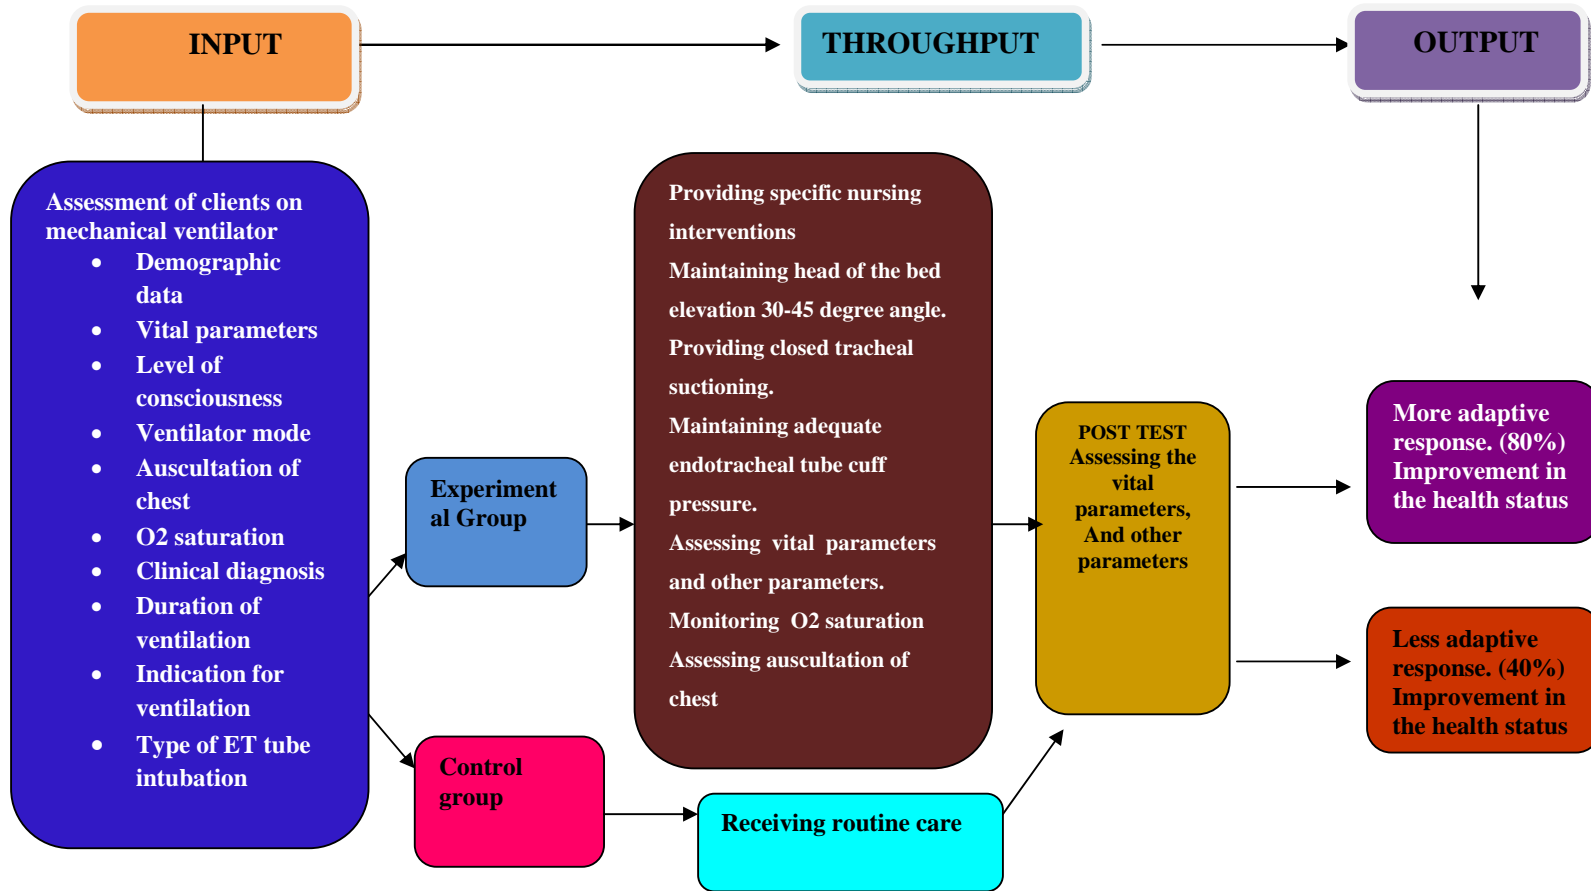 INPUT
THROUGHPUT
OUTPUT
Assessment of clients on
mechanical ventilator
• Demographic
data
• Vital parameters
• Level of
consciousness
• Ventilator mode
• Auscultation of
chest
• O2 saturation
• Clinical diagnosis
• Duration of
ventilation
• Indication for
ventilation
• Type of ET tube
intubation
Experiment
al Group
Control
group
Providing specific nursing
interventions
Maintaining head of the bed
elevation 30-45 degree angle.
Providing closed tracheal
suctioning.
Maintaining adequate
endotracheal tube cuff
pressure.
Assessing vital parameters
and other parameters.
Monitoring O2 saturation
Assessing auscultation of
chest
Receiving routine care
POST TEST
Assessing the
vital
parameters,
And other
parameters
More adaptive
response. (80%)
Improvement in
the health status
Less adaptive
response. (40%)
Improvement in
the health status